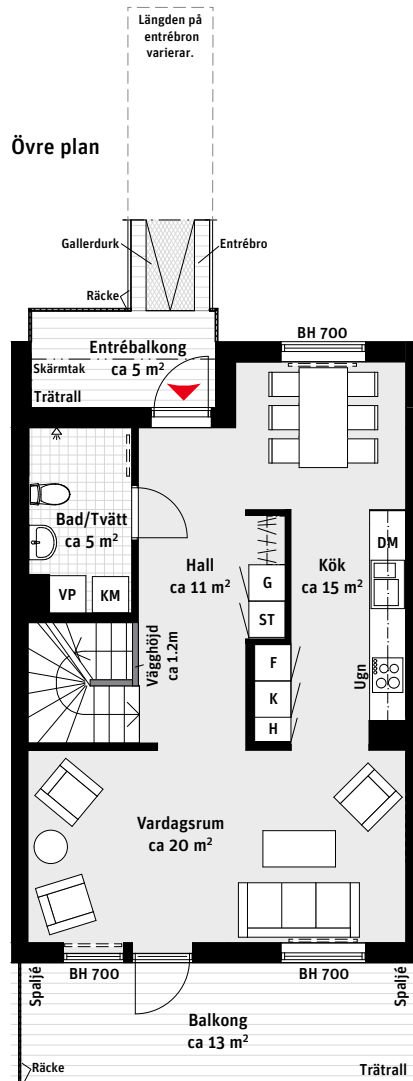 Längden på
entrébron
varierar.
Övre plan
Gallerdurk
Entrébro
Räcke
Entrébalkong
ca 5 m²
Skärmtak
Trätrall
BH 700
Bad/Tvätt
ca 5 m²
VP
KM
Hall
ca 11 m²
Kök
ca 15 m²
DM
G
ST
F
K
H
Ugn
Vägghöjd
ca 1.2m
Vardagsrum
ca 20 m²
Spaljé
BH 700
BH 700
Spaljé
Balkong
ca 13 m²
Räcke
Trätrall